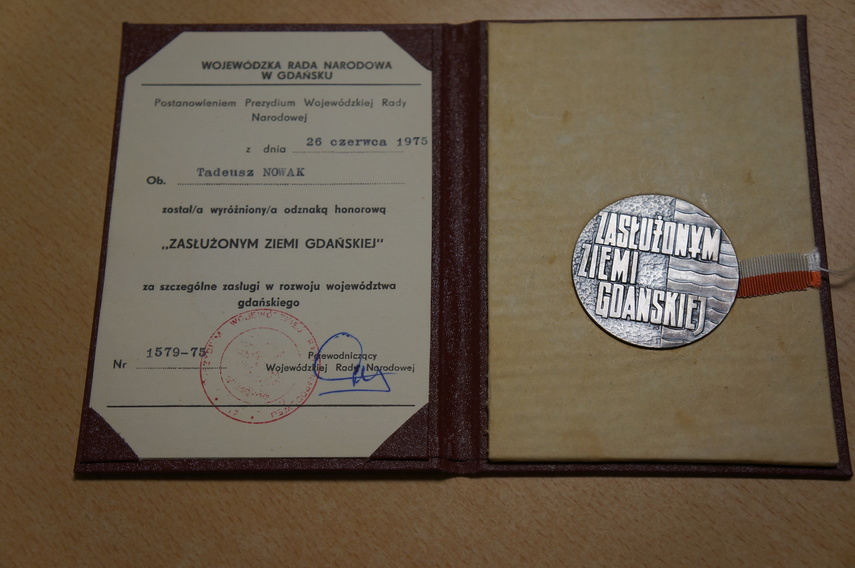 WOJEWÓDZKA RADA NARODOWA
W GDAŃSKU
Postanowieniem Prezydium Wojewódzkiej Rady
Narodowej
z dnia 26 czerwca 1975
Ob. Tadeusz NOWAK
został/a wyróżniony/a odznaką honorową
„ZASŁUŻONYM ZIEMI GDAŃSKIEJ"
za szczególne zasługi w rozwoju województwa
gdańskiego
Nr 1579-75
Przewodniczący
Wojewódzkiej Rady Narodowej
ZASŁUŻONYM
ZIEMI
GDAŃSKIEJ